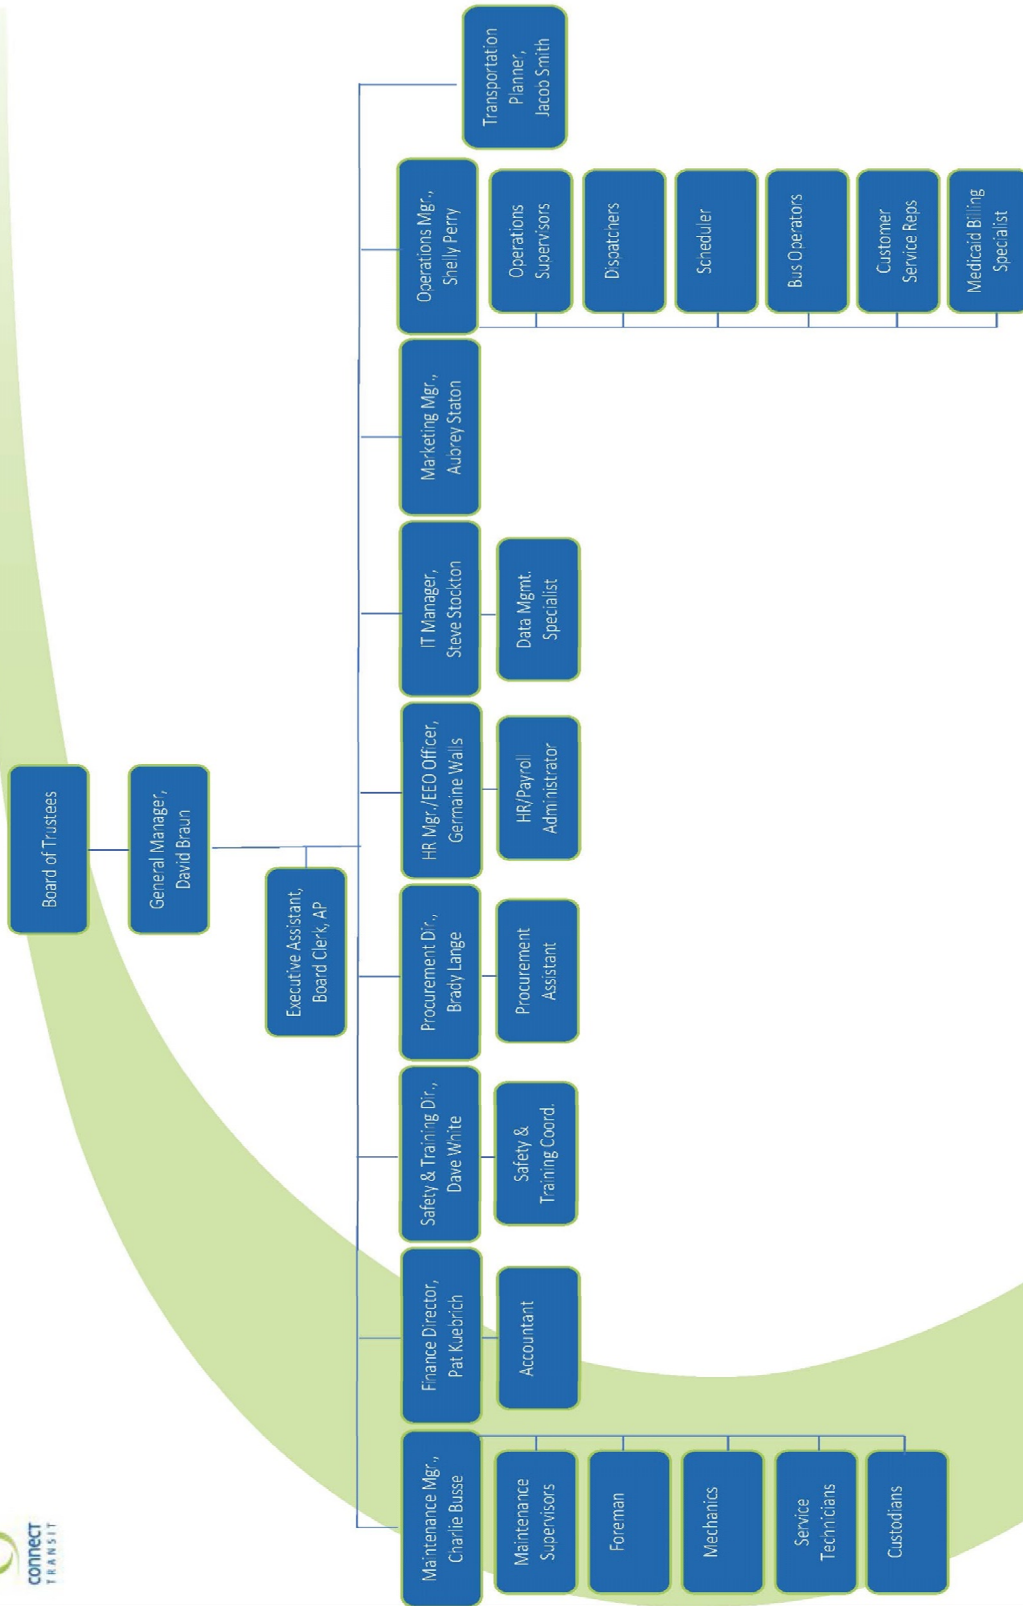 connect
TRANSIT
Board of Trustees
General Manager,
David Braun
Executive Assistant,
Board Clerk, AP
Maintenance Mgr.,
Charlie Busse
Finance Director,
Pat Kuebrich
Safety & Training Dir.,
Dave White
Procurement Dir.,
Brady Lange
HR Mgr./EEO Officer,
Germaine Walls
IT Manager,
Steve Stockton
Marketing Mgr.,
Aubrey Staton
Operations Mgr.,
Shelly Perry
Transportation
Planner,
Jacob Smith
Maintenance
Supervisors
Foreman
Mechanics
Service
Technicians
Custodians
Accountant
Safety &
Training Coord.
Procurement
Assistant
HR/Payroll
Administrator
Data Mgmt.
Specialist
Operations
Supervisors
Dispatchers
Scheduler
Bus Operators
Customer
Service Reps
Medicaid Billing
Specialist